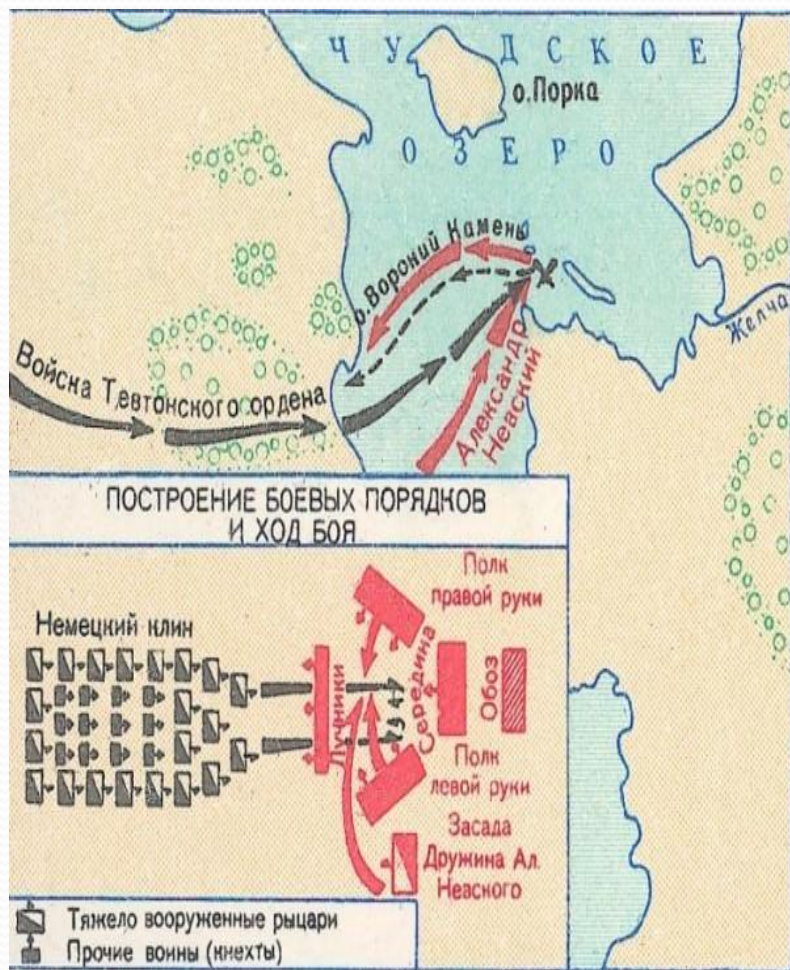 ЧУДСКОЕ
о.Порка
ОЗЕРО
о. Вороний Камень
Желча
Войска Тевтонского ордена
Александр
Невский
ПОСТРОЕНИЕ БОЕВЫХ ПОРЯДКОВ
И ХОД БОЯ
Полк
правой руки
Немецкий клин
Лучники
Середина
Обоз
Полк
левой руки
Засада
Дружина Ал.
Невского
Тяжело вооруженные рыцари
Прочие воины (кнехты)